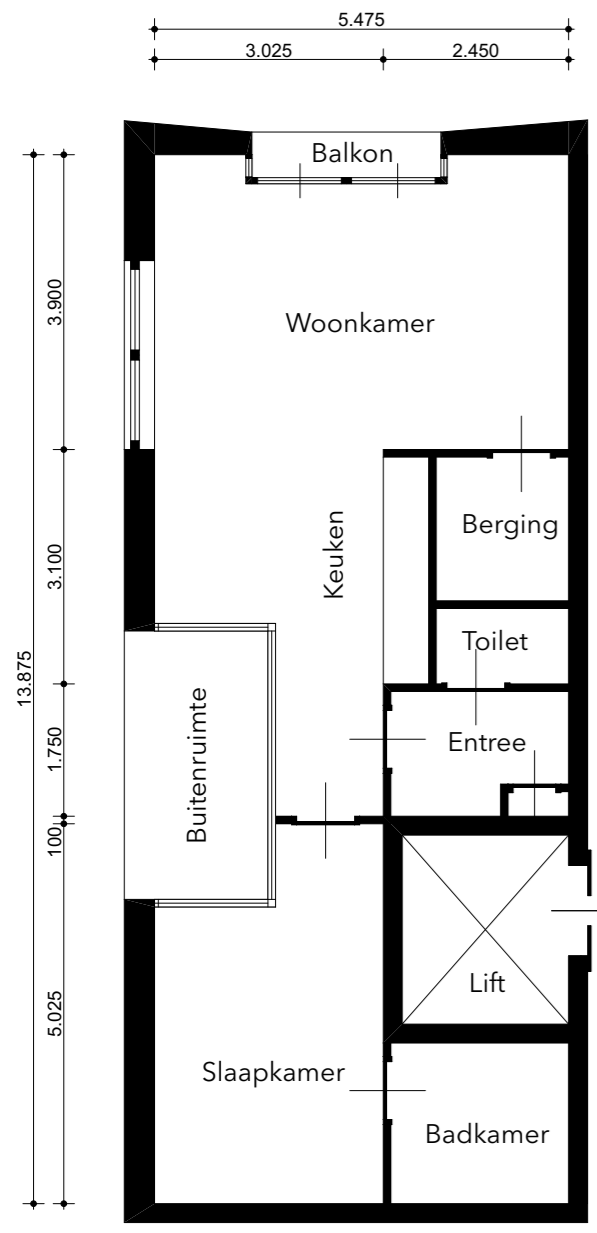 5.475
3.025
2.450
Balkon
3.900
Woonkamer
3.100
Keuken
Berging
Toilet
13.875
1.750
Buitenruimte
Entree
100
Lift
5.025
Slaapkamer
Badkamer